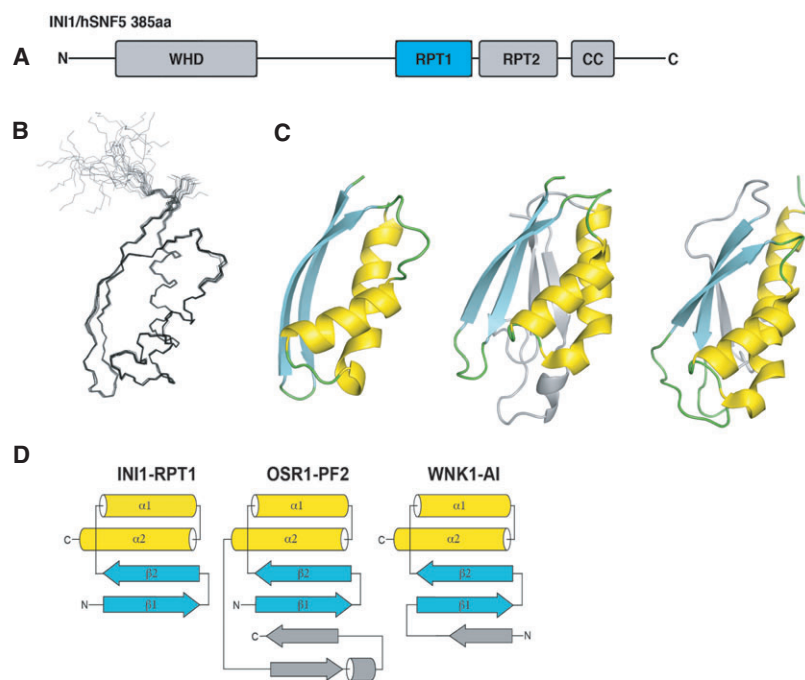 INI1/hSNF5 385aa
A
N WHD RPT1 RPT2 CC C
B
C
D
INI1-RPT1 OSR1-PF2 WNK1-AI
α1 α1 α1
C α2 α2 C α2
β2 β2 β2
N β1 N β1 β1
C N